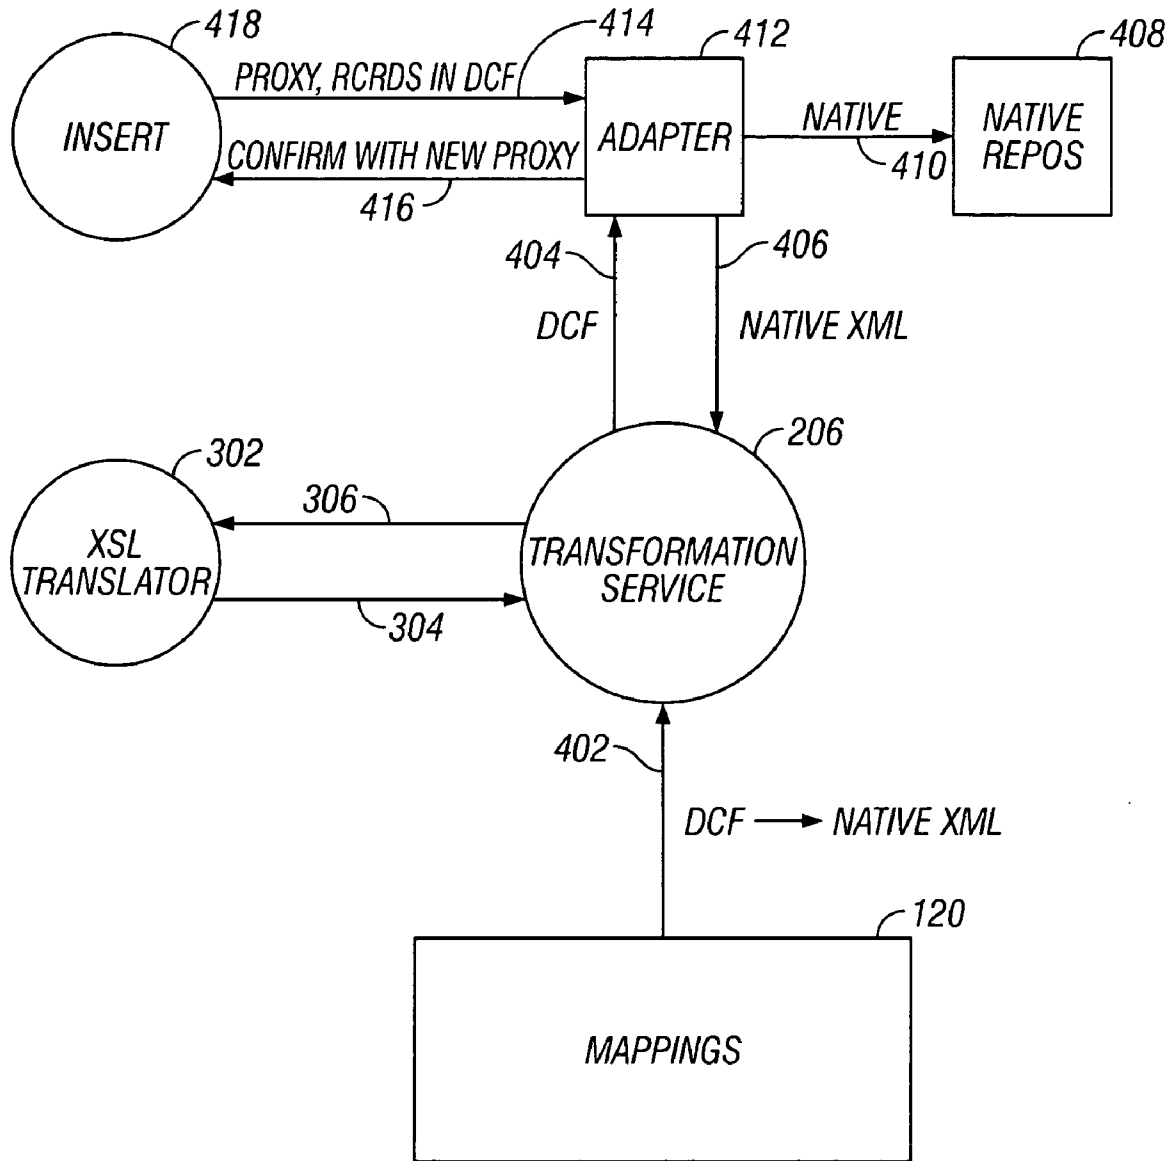 418
414
412
408
PROXY, RCRDS IN DCF
INSERT
ADAPTER
NATIVE
NATIVE
REPOS
CONFIRM WITH NEW PROXY
410
416
404
406
DCF
NATIVE XML
206
302
306
XSL
TRANSLATOR
TRANSFORMATION
SERVICE
304
402
DCF → NATIVE XML
120
MAPPINGS